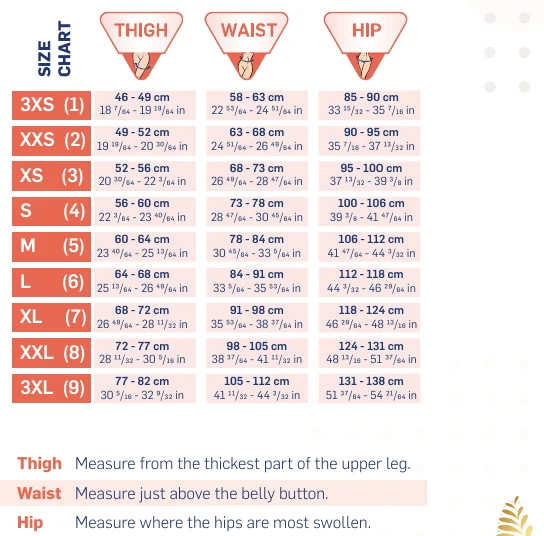 SIZE CHART
THIGH WAIST HIP
3XS (1) 46 - 49 cm 58 - 63 cm 85 - 90 cm
18 7/64 - 19 19/64 in 22 53/64 - 24 51/64 in 33 15/32 - 35 7/16 in
XXS (2) 49 - 52 cm 63 - 68 cm 90 - 95 cm
19 19/64 - 20 30/64 in 24 51/64 - 26 49/64 in 35 7/16 - 37 13/32 in
XS (3) 52 - 56 cm 68 - 73 cm 95 - 100 cm
20 30/64 - 22 3/64 in 26 49/64 - 28 47/64 in 37 13/32 - 39 3/8 in
S (4) 56 - 60 cm 73 - 78 cm 100 - 106 cm
22 3/64 - 23 40/64 in 28 47/64 - 30 45/64 in 39 3/8 - 41 47/64 in
M (5) 60 - 64 cm 78 - 84 cm 106 - 112 cm
23 40/64 - 25 13/64 in 30 45/64 - 33 5/64 in 41 47/64 - 44 3/32 in
L (6) 64 - 68 cm 84 - 91 cm 112 - 118 cm
25 13/64 - 26 49/64 in 33 5/64 - 35 53/64 in 44 3/32 - 46 29/64 in
XL (7) 68 - 72 cm 91 - 98 cm 118 - 124 cm
26 49/64 - 28 11/32 in 35 53/64 - 38 37/64 in 46 29/64 - 48 13/16 in
XXL (8) 72 - 77 cm 98 - 105 cm 124 - 131 cm
28 11/32 - 30 5/16 in 38 37/64 - 41 11/32 in 48 13/16 - 51 37/64 in
3XL (9) 77 - 82 cm 105 - 112 cm 131 - 138 cm
30 5/16 - 32 9/32 in 41 11/32 - 44 3/32 in 51 37/64 - 54 21/64 in
Thigh Measure from the thickest part of the upper leg.
Waist Measure just above the belly button.
Hip Measure where the hips are most swollen.